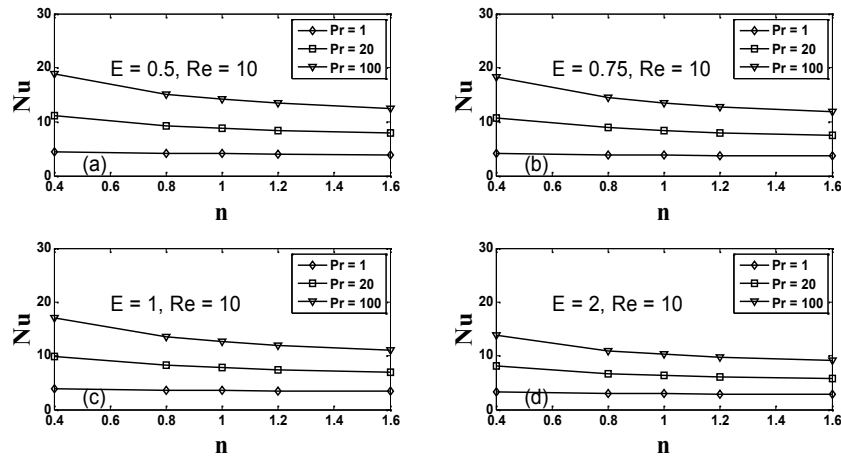 30
20
10
0
Nu
E = 0.5, Re = 10
Pr = 1
Pr = 20
Pr = 100
(a)
0.4 0.6 0.8 1 1.2 1.4 1.6
n
30
20
10
0
Nu
E = 0.75, Re = 10
Pr = 1
Pr = 20
Pr = 100
(b)
0.4 0.6 0.8 1 1.2 1.4 1.6
n
30
20
10
0
Nu
E = 1, Re = 10
Pr = 1
Pr = 20
Pr = 100
(c)
0.4 0.6 0.8 1 1.2 1.4 1.6
n
30
20
10
0
Nu
E = 2, Re = 10
Pr = 1
Pr = 20
Pr = 100
(d)
0.4 0.6 0.8 1 1.2 1.4 1.6
n